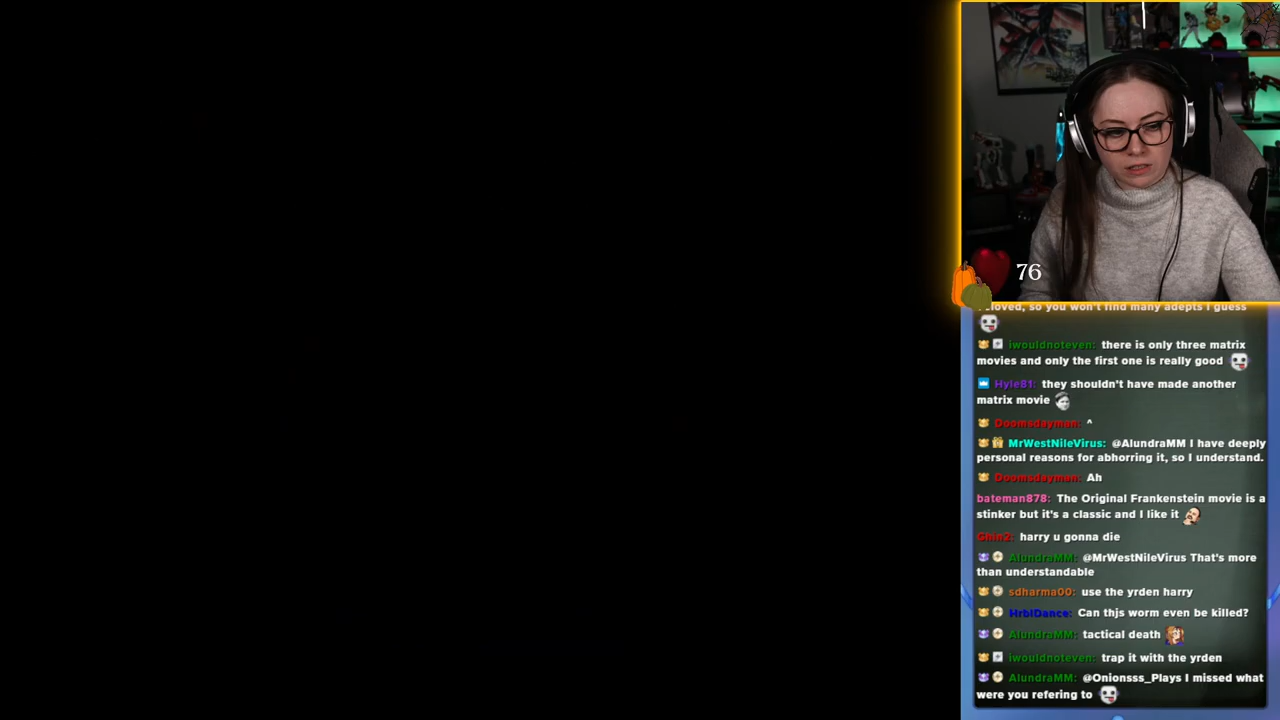 76
loved, so you won't find many adepts I guess
iwouldnoteven: there is only three matrix
movies and only the first one is really good
Hyle81: they shouldn't have made another
matrix movie
Doomsdayman: ^
MrWestNileVirus: @AlundraMM I have deeply
personal reasons for abhorring it, so I understand.
Doomsdayman: Ah
bateman878: The Original Frankenstein movie is a
stinker but it's a classic and I like it
Ghin2: harry u gonna die
AlundraMM: @MrWestNileVirus That's more
than understandable
sdharma00: use the yrden harry
HrblDance: Can thjs worm even be killed?
AlundraMM: tactical death
iwouldnoteven: trap it with the yrden
AlundraMM: @Onionsss_Plays I missed what
were you refering to